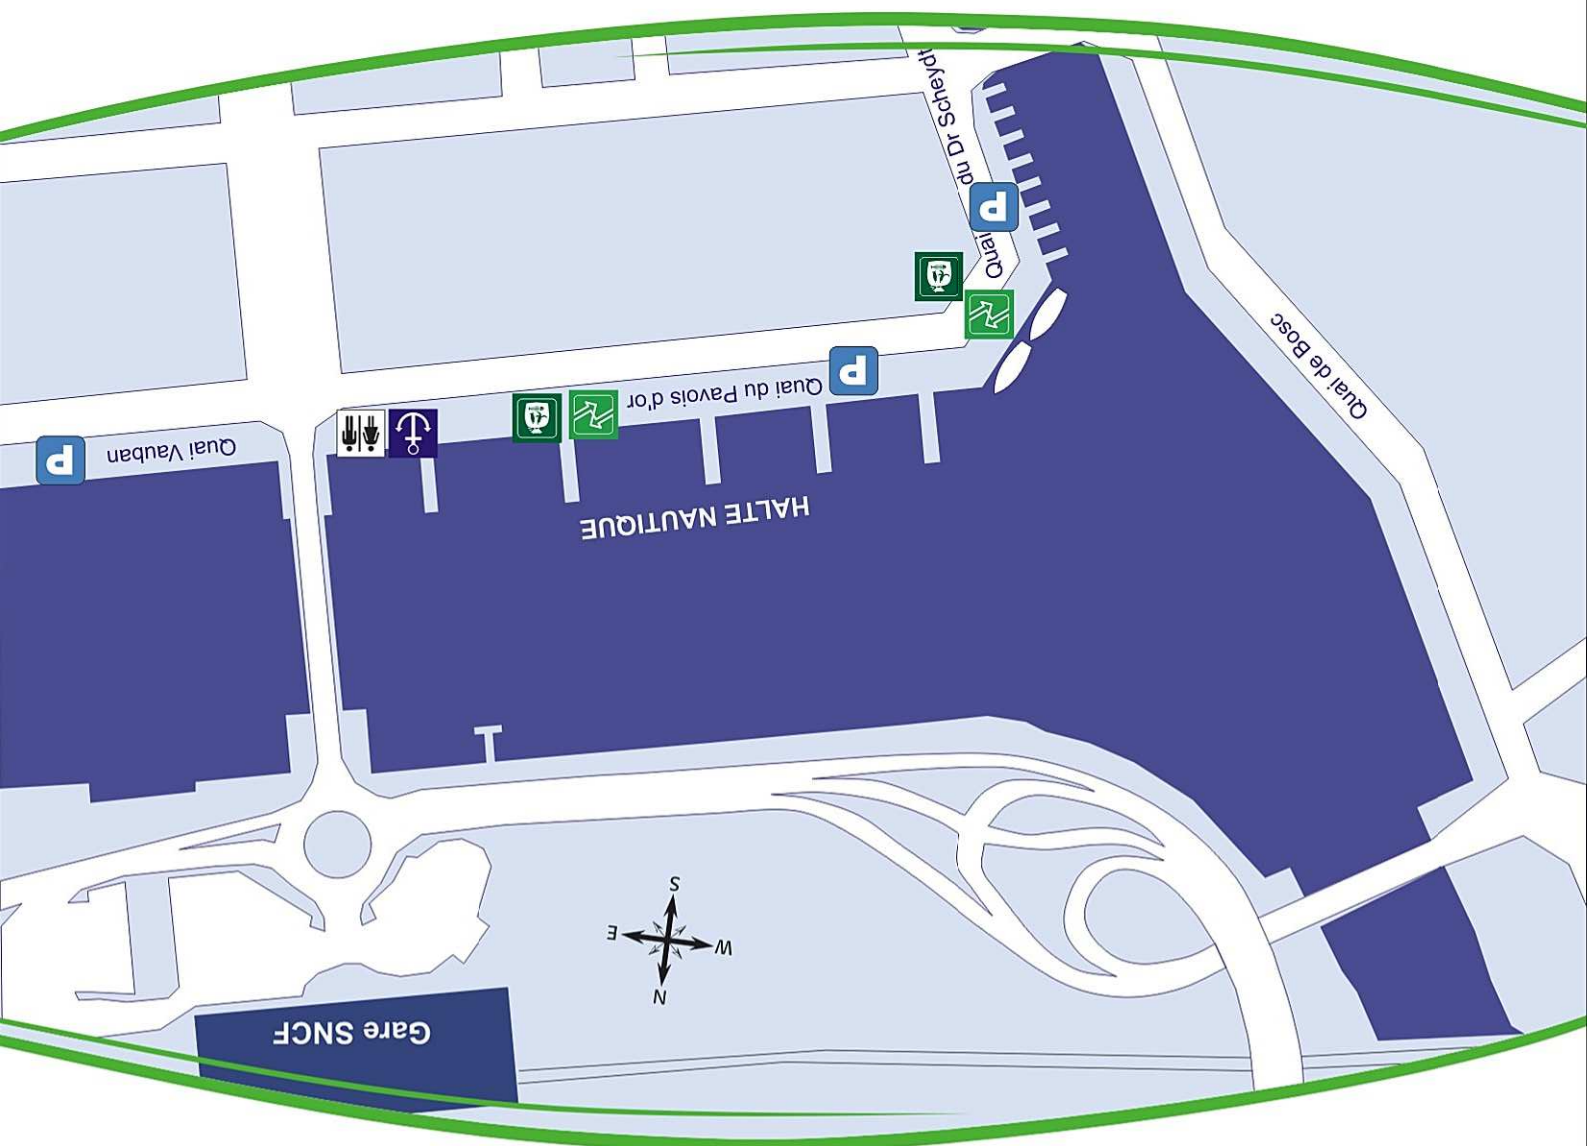 Gare SNCF
N
W
E
S
HALTE NAUTIQUE
Quai Vauban
P
Quai du Pavois d'or
P
Quai de Bosc
Quai du Dr Scheydt
P